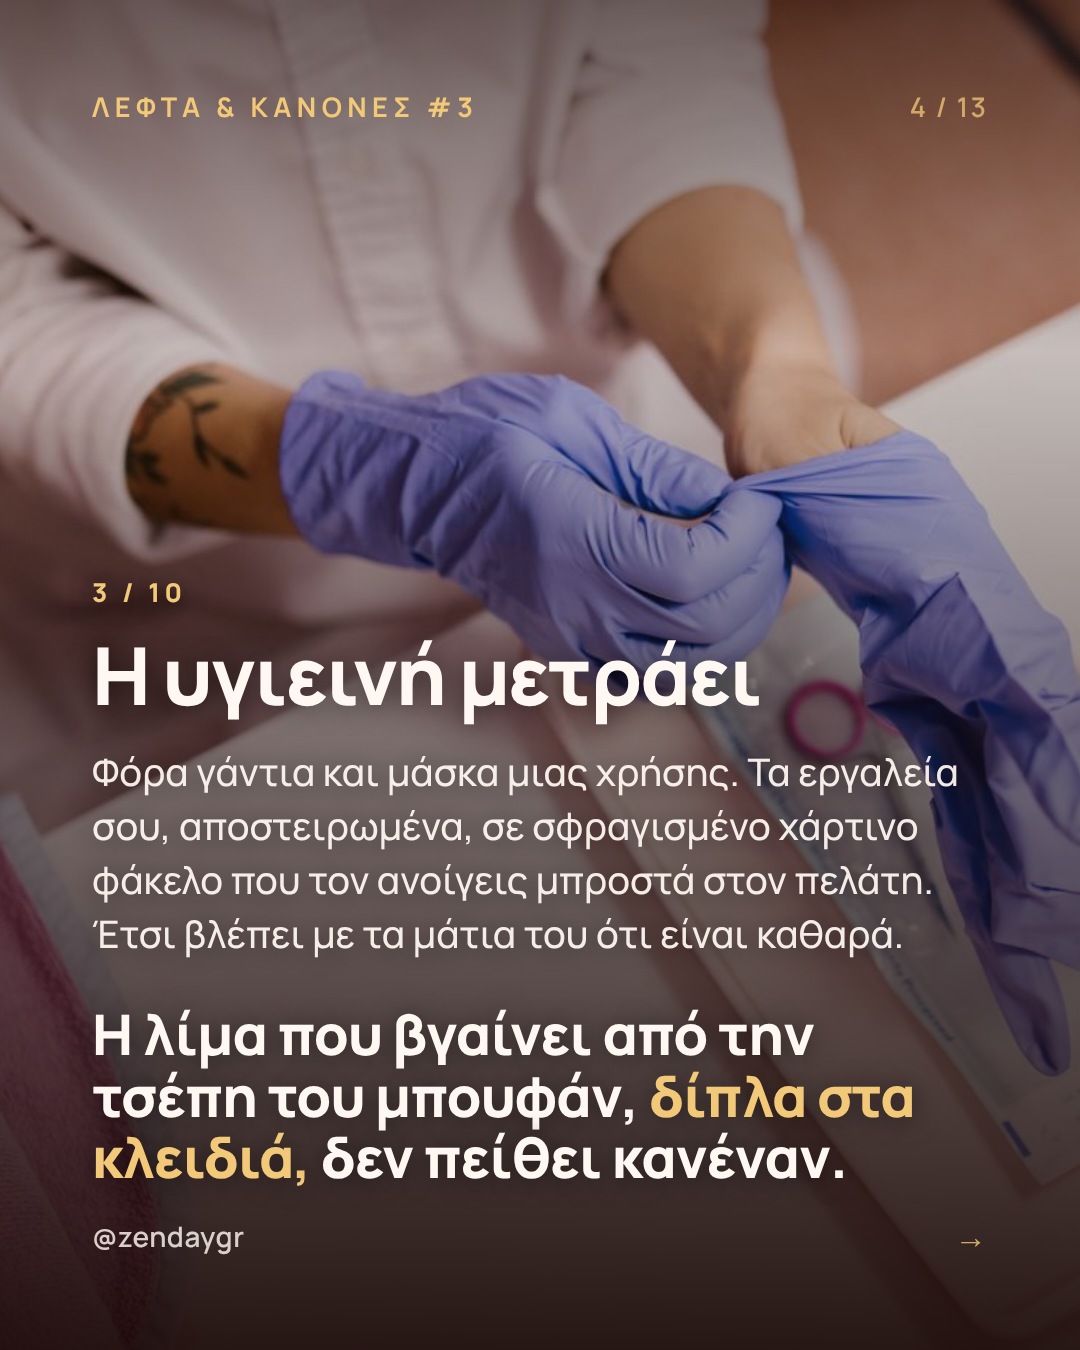 ΛΕΦΤΑ & ΚΑΝΟΝΕΣ #3
4 / 13
3 / 10
Η υγιεινή μετράει
Φόρα γάντια και μάσκα μιας χρήσης. Τα εργαλεία
σου, αποστειρωμένα, σε σφραγισμένο χάρτινο
φάκελο που τον ανοίγεις μπροστά στον πελάτη.
Έτσι βλέπει με τα μάτια του ότι είναι καθαρά.
Η λίμα που βγαίνει από την
τσέπη του μπουφάν, δίπλα στα
κλειδιά, δεν πείθει κανέναν.
@zendaygr
→